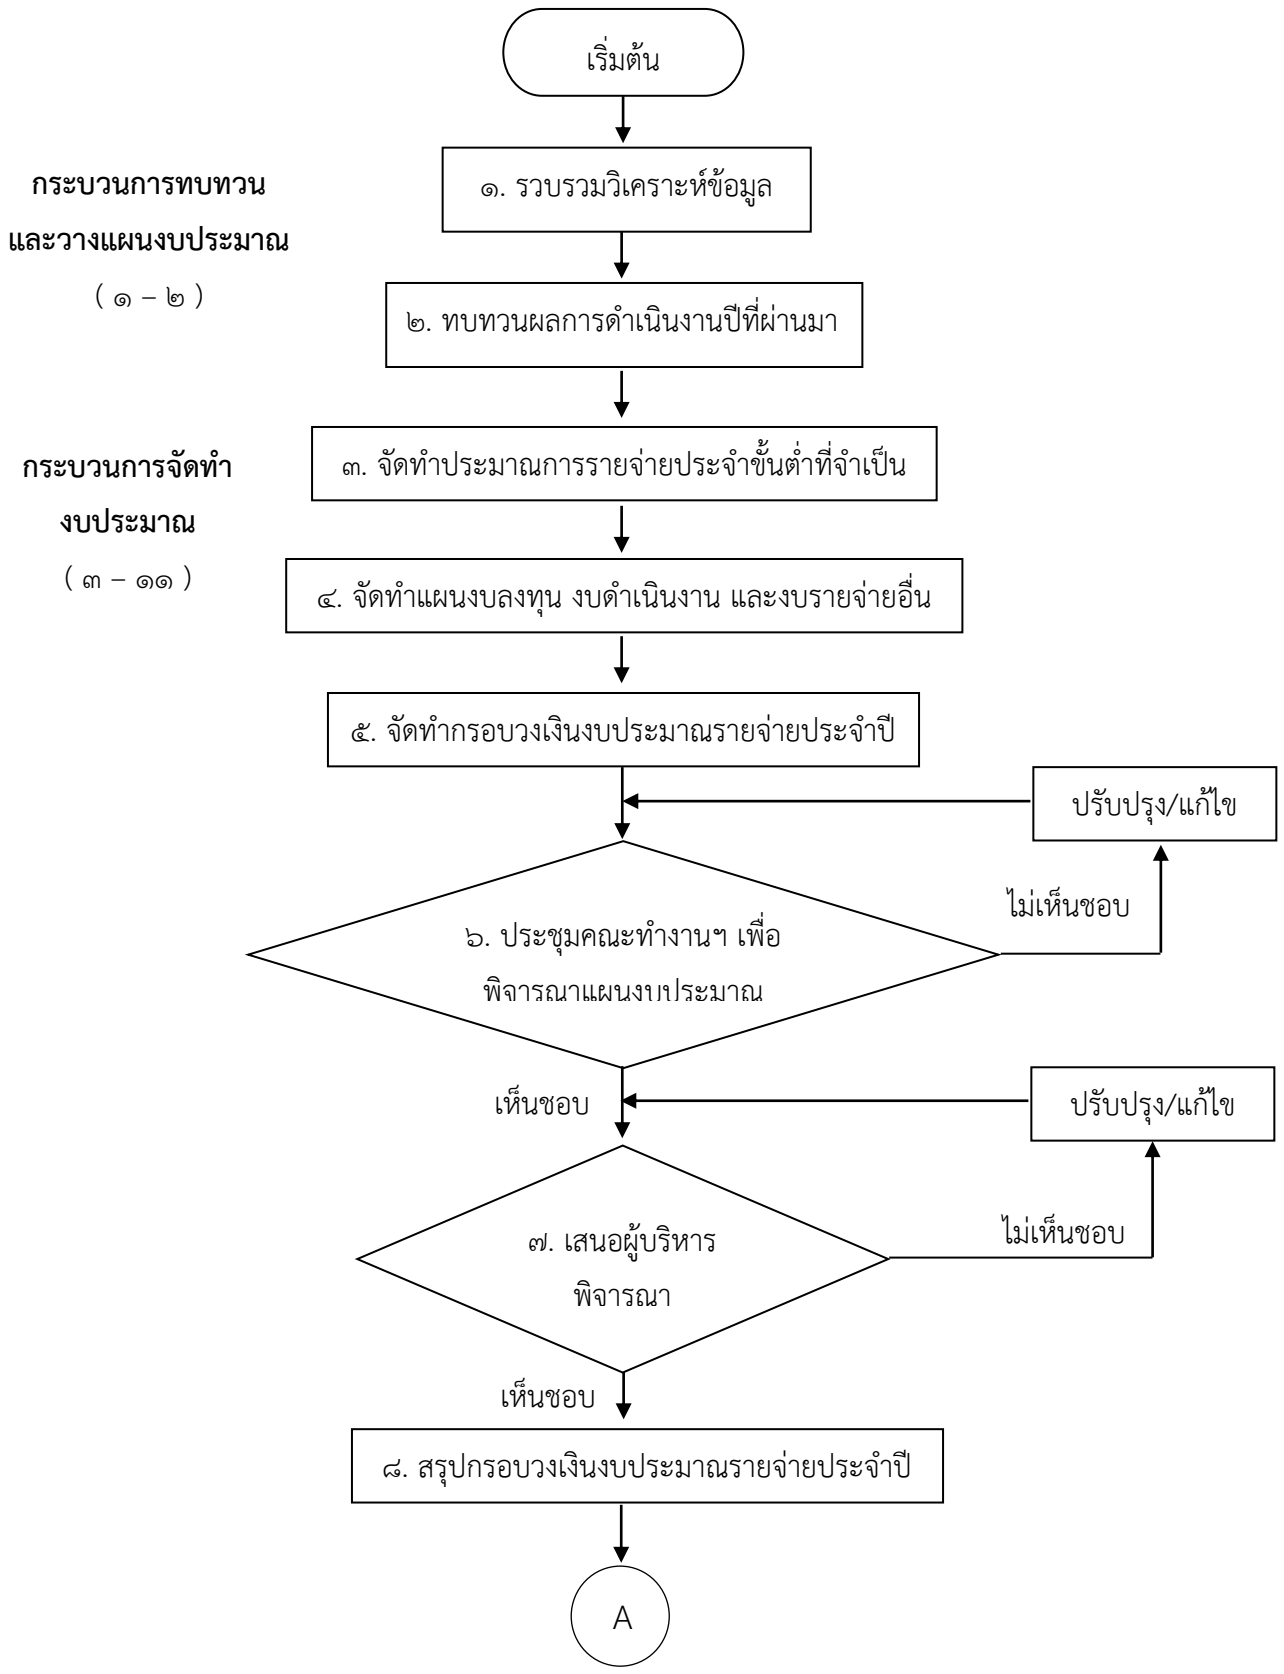 เริ่มต้น
กระบวนการทบทวน
และวางแผนงบประมาณ
( ๑ – ๒ )
๑. รวบรวมวิเคราะห์ข้อมูล
๒. ทบทวนผลการดำเนินงานปีที่ผ่านมา
กระบวนการจัดทำ
งบประมาณ
( ๓ – ๑๑ )
๓. จัดทำประมาณการรายจ่ายประจำขั้นต่ำที่จำเป็น
๔. จัดทำแผนงบลงทุน งบดำเนินงาน และงบรายจ่ายอื่น
๕. จัดทำกรอบวงเงินงบประมาณรายจ่ายประจำปี
ปรับปรุง/แก้ไข
ไม่เห็นชอบ
๖. ประชุมคณะทำงานฯ เพื่อ
พิจารณาแผนงบประมาณ
เห็นชอบ
ปรับปรุง/แก้ไข
ไม่เห็นชอบ
๗. เสนอผู้บริหาร
พิจารณา
เห็นชอบ
๘. สรุปกรอบวงเงินงบประมาณรายจ่ายประจำปี
A